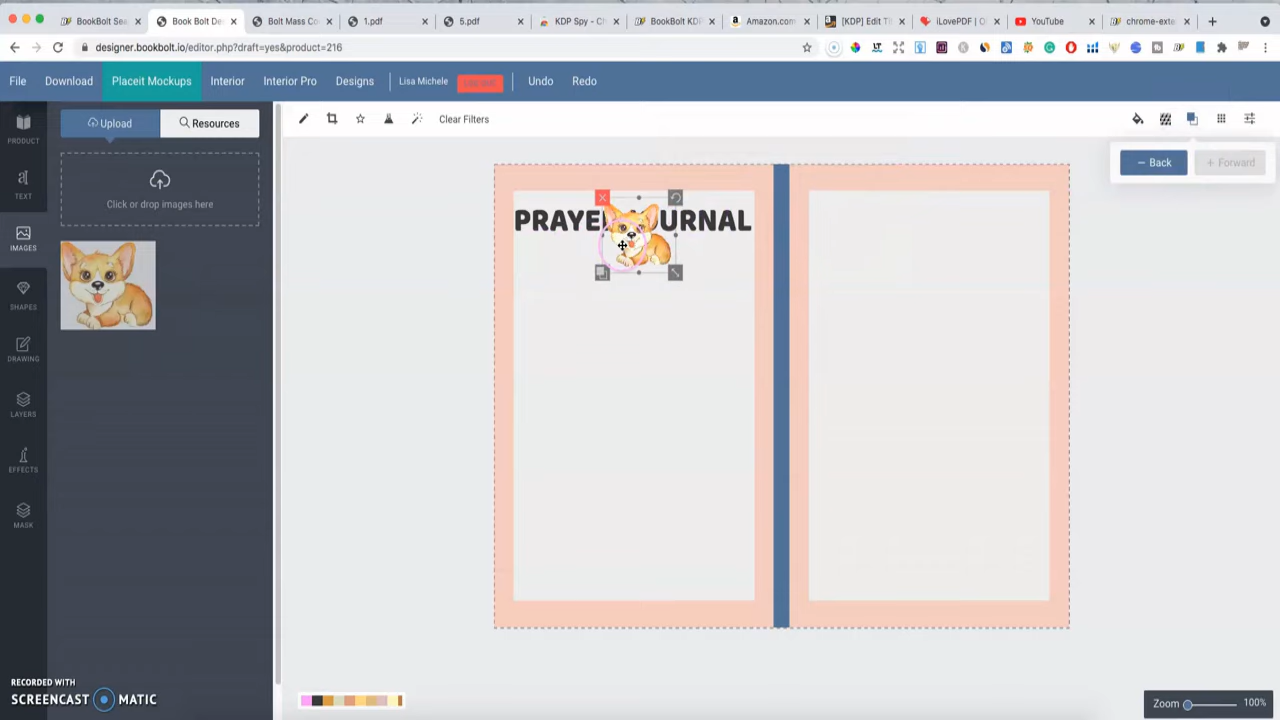 BookBolt Sea
Book Bolt De
Bolt Mass Co
1.pdf
5.pdf
KDP Spy - C
BookBolt KDP
Amazon.com
[KDP] Edit Ti
iLovePDF | O
YouTube
chrome-exte
designer.bookbolt.io/editor.php?draft=yes&product=216
File
Download
Placeit Mockups
Interior
Interior Pro
Designs
Lisa Michele
Undo
Redo
PRODUCT
Upload
Resources
Clear Filters
Click or drop images here
TEXT
IMAGES
SHAPES
DRAWING
LAYERS
EFFECTS
MASK
− Back
+ Forward
PRAYE URNAL
RECORDED WITH
SCREENCAST MATIC
Zoom 100%